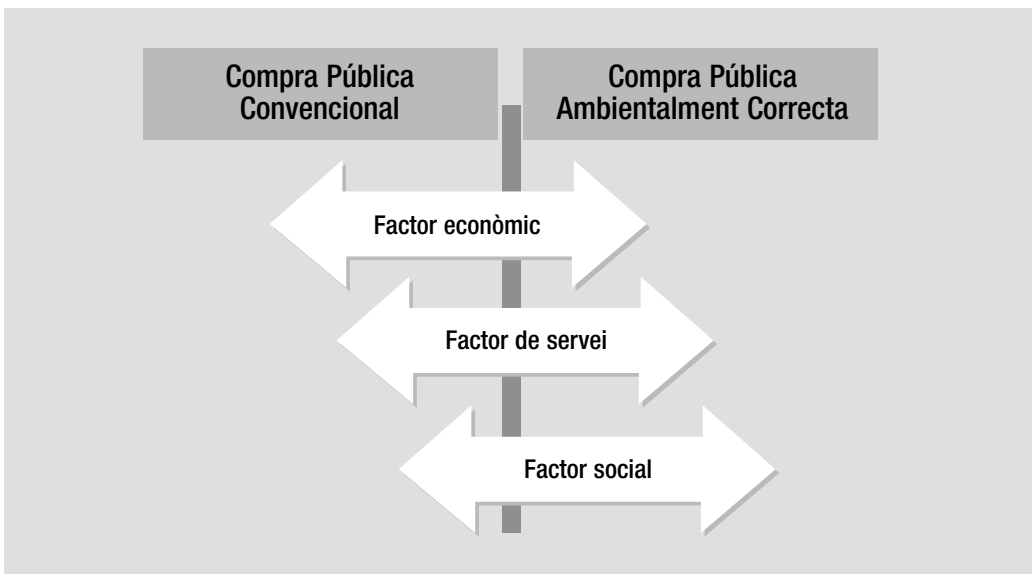 Compra Pública
Convencional
Compra Pública
Ambientalment Correcta
Factor econòmic
Factor de servei
Factor social